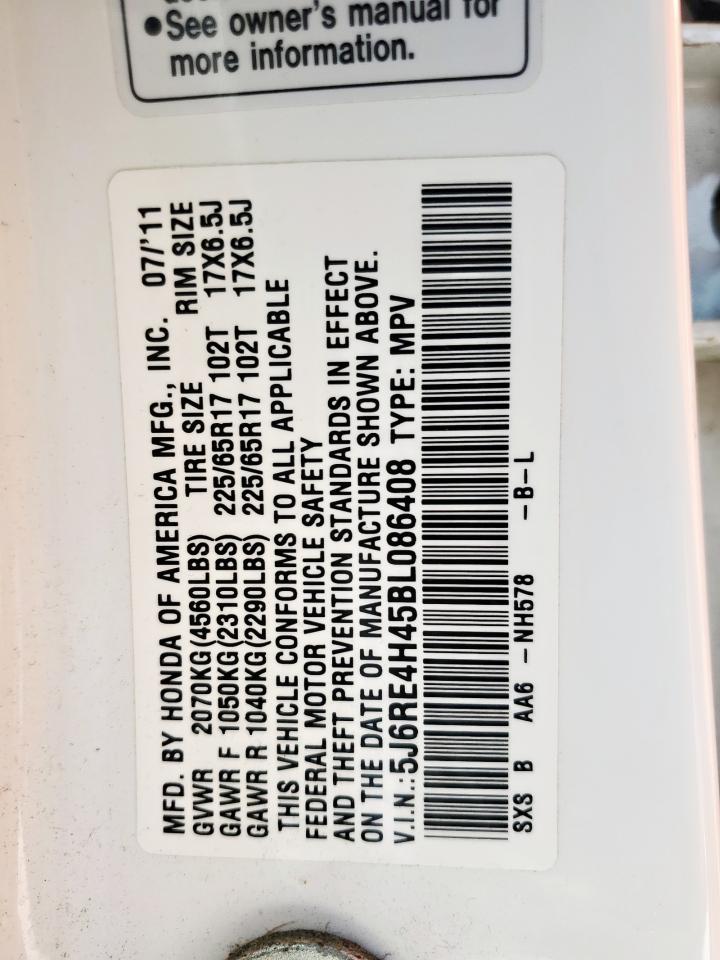 ●See owner's manual for
more information.
MFD. BY HONDA OF AMERICA MFG., INC. 07/'11
GVWR 2070KG(4560LBS) TIRE SIZE RIM SIZE
GAWR F 1050KG(2310LBS) 225/65R17 102T 17X6.5J
GAWR R 1040KG(2290LBS) 225/65R17 102T 17X6.5J
THIS VEHICLE CONFORMS TO ALL APPLICABLE
FEDERAL MOTOR VEHICLE SAFETY
AND THEFT PREVENTION STANDARDS IN EFFECT
ON THE DATE OF MANUFACTURE SHOWN ABOVE.
V.I.N.:5J6RE4H45BL086408 TYPE: MPV
SXS B AA6 -NH578 -B-L